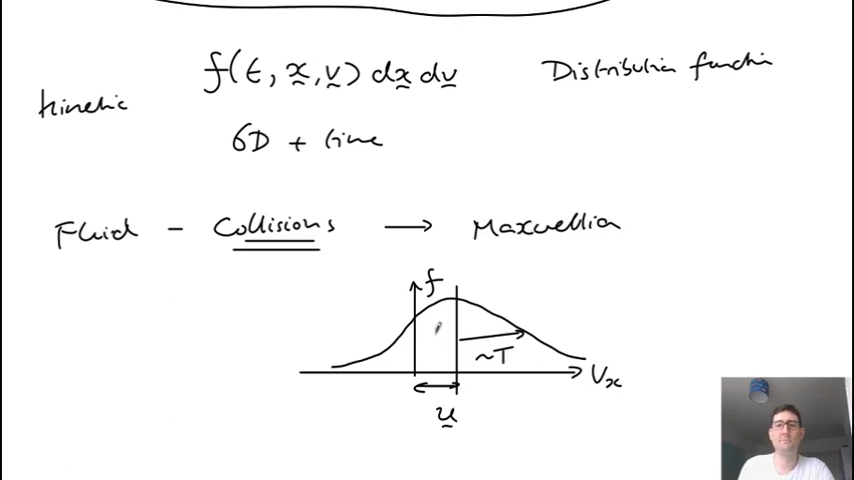 f(t, x, v) dx dv Distribution function
kinetic
6D + time
Fluid - Collisions → Maxwellian
f
~T
Vx
u